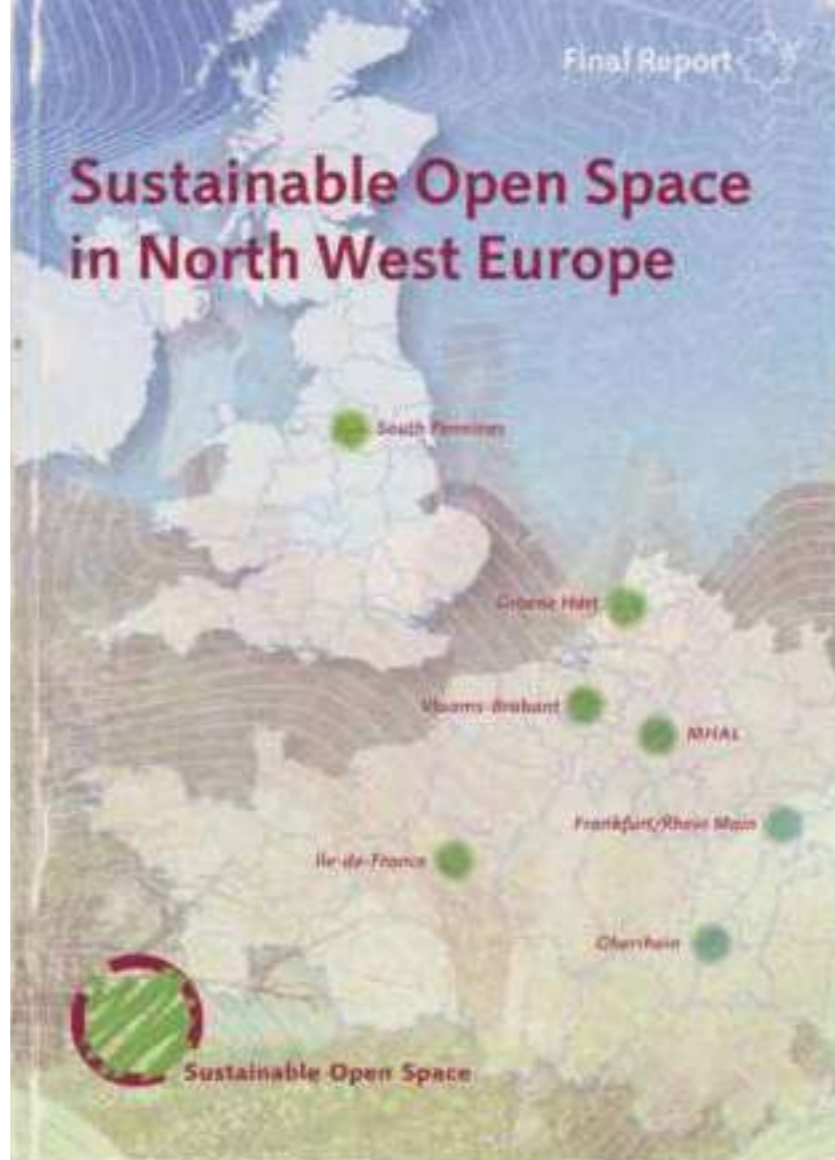 Final Report
Sustainable Open Space
in North West Europe
South Pennines
Groene Hart
Vlaams-Brabant
MHAL
Frankfurt/Rhein Main
Ile-de-France
Oberrhein
Sustainable Open Space